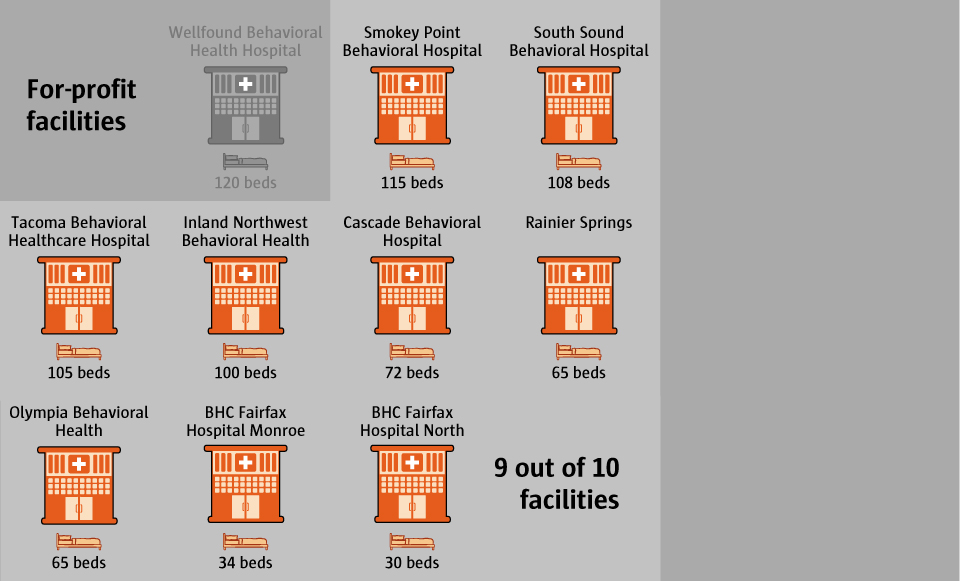 For-profit
facilities
Wellfound Behavioral
Health Hospital
120 beds
Smokey Point
Behavioral Hospital
115 beds
South Sound
Behavioral Hospital
108 beds
Tacoma Behavioral
Healthcare Hospital
105 beds
Inland Northwest
Behavioral Health
100 beds
Cascade Behavioral
Hospital
72 beds
Rainier Springs
65 beds
Olympia Behavioral
Health
65 beds
BHC Fairfax
Hospital Monroe
34 beds
BHC Fairfax
Hospital North
30 beds
9 out of 10
facilities